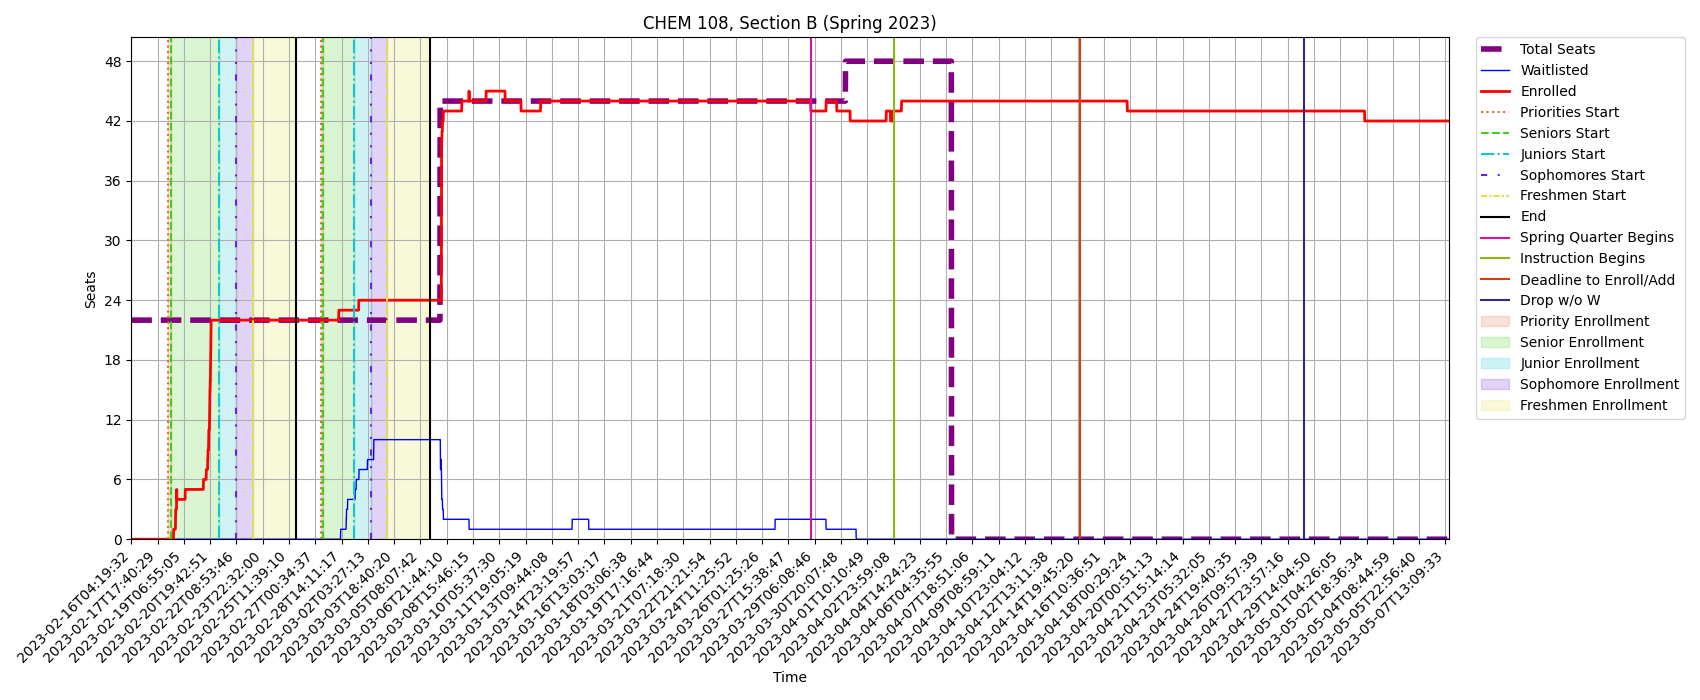 CHEM 108, Section B (Spring 2023)
Seats
48
42
36
30
24
18
12
6
0
2023-02-16T04:19:32
2023-02-17T17:40:29
2023-02-19T06:55:05
2023-02-20T19:42:51
2023-02-22T08:53:46
2023-02-23T22:32:00
2023-02-25T11:39:10
2023-02-27T00:34:37
2023-02-28T14:11:17
2023-03-02T03:27:13
2023-03-03T18:40:20
2023-03-05T08:07:42
2023-03-06T21:44:10
2023-03-08T15:46:15
2023-03-10T05:37:30
2023-03-11T19:05:19
2023-03-13T09:44:08
2023-03-14T23:19:57
2023-03-16T13:03:17
2023-03-18T03:06:38
2023-03-19T17:16:44
2023-03-21T07:18:30
2023-03-22T21:21:54
2023-03-24T11:25:52
2023-03-26T01:25:26
2023-03-27T15:38:47
2023-03-29T06:08:46
2023-03-30T20:07:48
2023-04-01T10:10:49
2023-04-02T23:59:08
2023-04-04T14:24:23
2023-04-06T04:35:55
2023-04-07T18:51:06
2023-04-09T08:59:11
2023-04-10T23:04:12
2023-04-12T13:11:38
2023-04-14T19:45:20
2023-04-16T10:36:51
2023-04-18T00:29:24
2023-04-20T00:51:13
2023-04-21T15:14:14
2023-04-23T05:32:05
2023-04-24T19:40:35
2023-04-26T09:57:39
2023-04-27T23:57:16
2023-04-29T14:04:50
2023-05-01T04:26:05
2023-05-02T18:36:34
2023-05-04T08:44:59
2023-05-05T22:56:40
2023-05-07T13:09:33
Time
Total Seats
Waitlisted
Enrolled
Priorities Start
Seniors Start
Juniors Start
Sophomores Start
Freshmen Start
End
Spring Quarter Begins
Instruction Begins
Deadline to Enroll/Add
Drop w/o W
Priority Enrollment
Senior Enrollment
Junior Enrollment
Sophomore Enrollment
Freshmen Enrollment